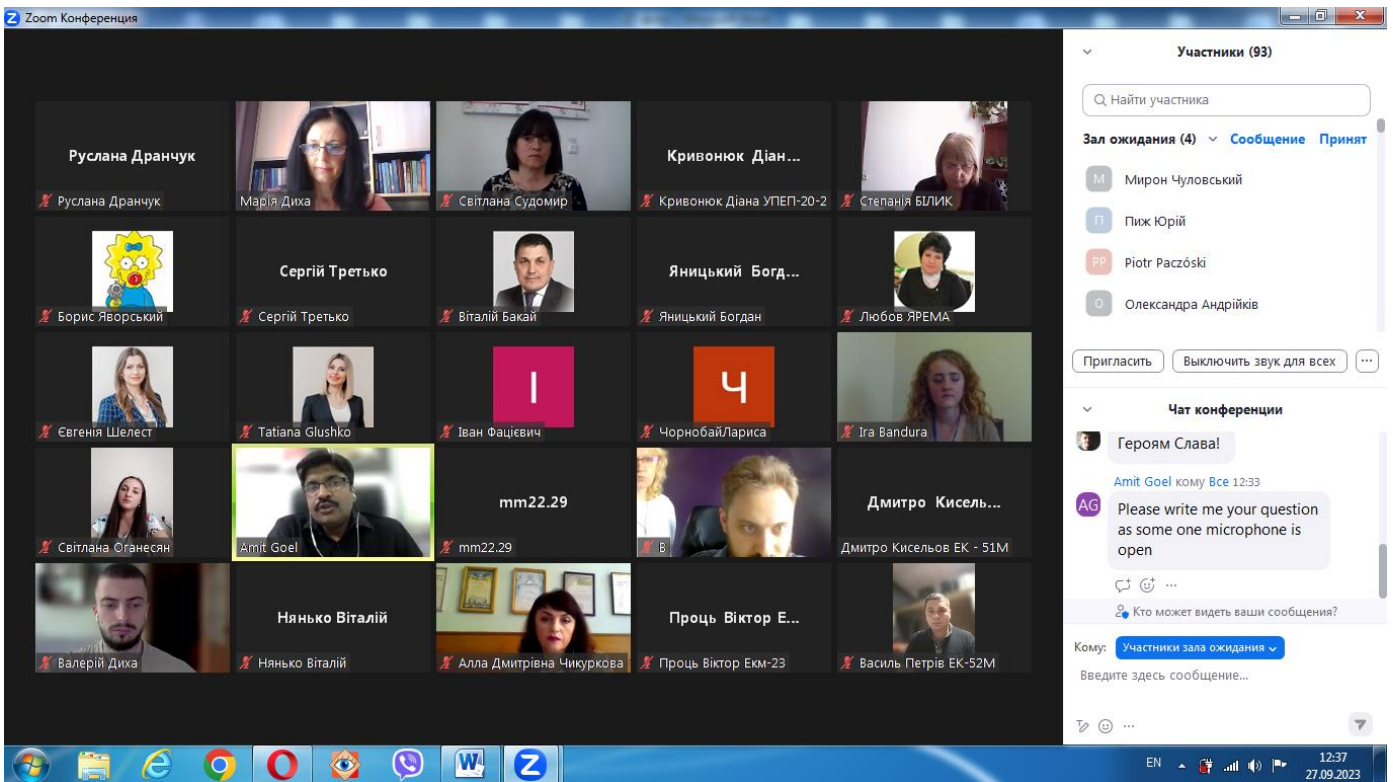 Zoom Конференция
Руслана Дранчук
Руслана Дранчук
Марія Диха
Світлана Судомир
Кривонюк Діан...
Кривонюк Діана УПЕП-20-2
Степанія БІЛИК
Борис Яворський
Сергій Третько
Сергій Третько
Віталій Бакай
Яницький Богд...
Яницький Богдан
Любов ЯРЕМА
Євгенія Шелест
Tatiana Glushko
І
Іван Фацієвич
Ч
ЧорнобайЛариса
Ira Bandura
Світлана Оганесян
Amit Goel
mm22.29
mm22.29
В
Дмитро Кисель...
Дмитро Кисельов ЕК - 51М
Валерій Диха
Нянько Віталій
Нянько Віталій
Алла Дмитрівна Чикуркова
Проць Віктор Е...
Проць Віктор Екм-23
Василь Петрів ЕК-52М
Участники (93)
Найти участника
Зал ожидания (4) Сообщение Принят
М Мирон Чуловський
П Пиж Юрій
PP Piotr Paczóski
О Олександра Андрійків
Пригласить Выключить звук для всех ...
Чат конференции
Героям Слава!
Amit Goel кому Все 12:33
AG
Please write me your question
as some one microphone is
open
Кто может видеть ваши сообщения?
Кому: Участники зала ожидания
Введите здесь сообщение...
EN 12:37
27.09.2023